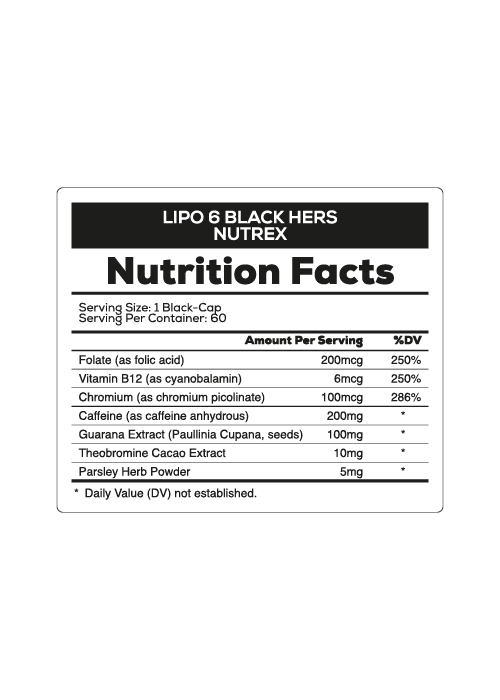 LIPO 6 BLACK HERS
NUTREX
Nutrition Facts
Serving Size: 1 Black-Cap
Serving Per Container: 60
Amount Per Serving %DV
Folate (as folic acid) 200mcg 250%
Vitamin B12 (as cyanobalamin) 6mcg 250%
Chromium (as chromium picolinate) 100mcg 286%
Caffeine (as caffeine anhydrous) 200mg *
Guarana Extract (Paullinia Cupana, seeds) 100mg *
Theobromine Cacao Extract 10mg *
Parsley Herb Powder 5mg *
* Daily Value (DV) not established.